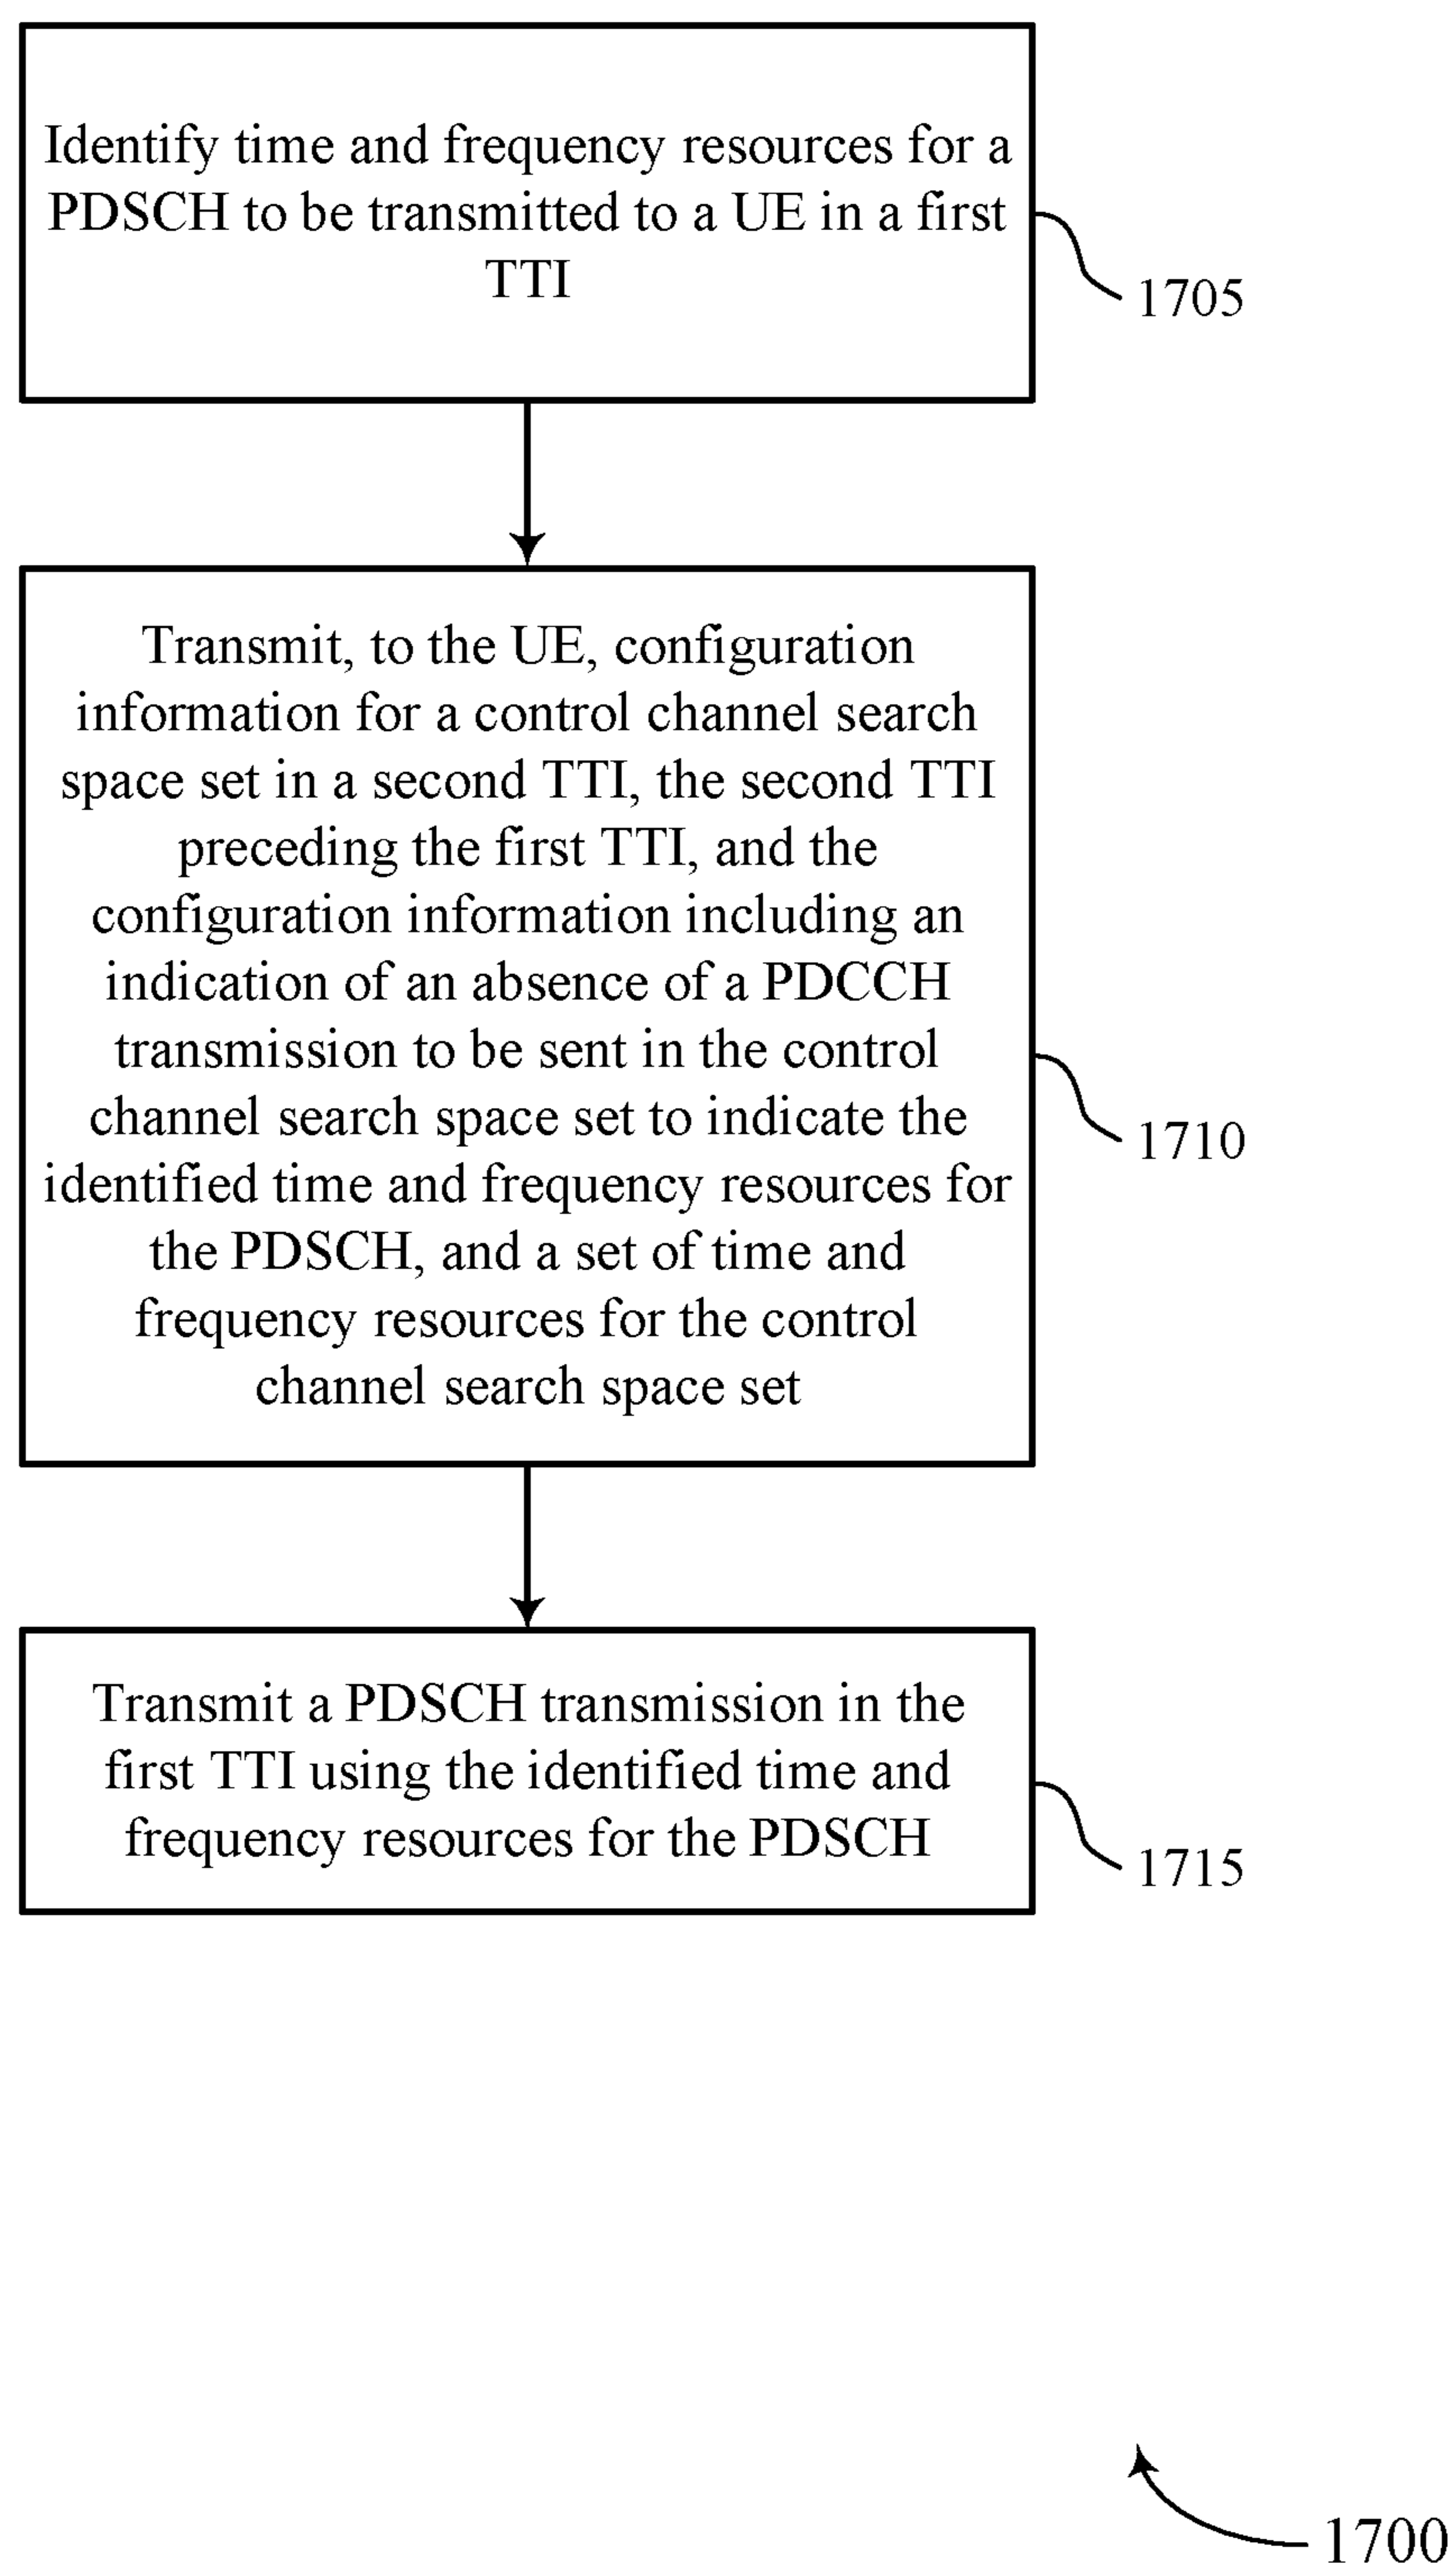 Identify time and frequency resources for a
PDSCH to be transmitted to a UE in a first
TTI
1705
Transmit, to the UE, configuration
information for a control channel search
space set in a second TTI, the second TTI
preceding the first TTI, and the
configuration information including an
indication of an absence of a PDCCH
transmission to be sent in the control
channel search space set to indicate the
identified time and frequency resources for
the PDSCH, and a set of time and
frequency resources for the control
channel search space set
1710
Transmit a PDSCH transmission in the
first TTI using the identified time and
frequency resources for the PDSCH
1715
1700